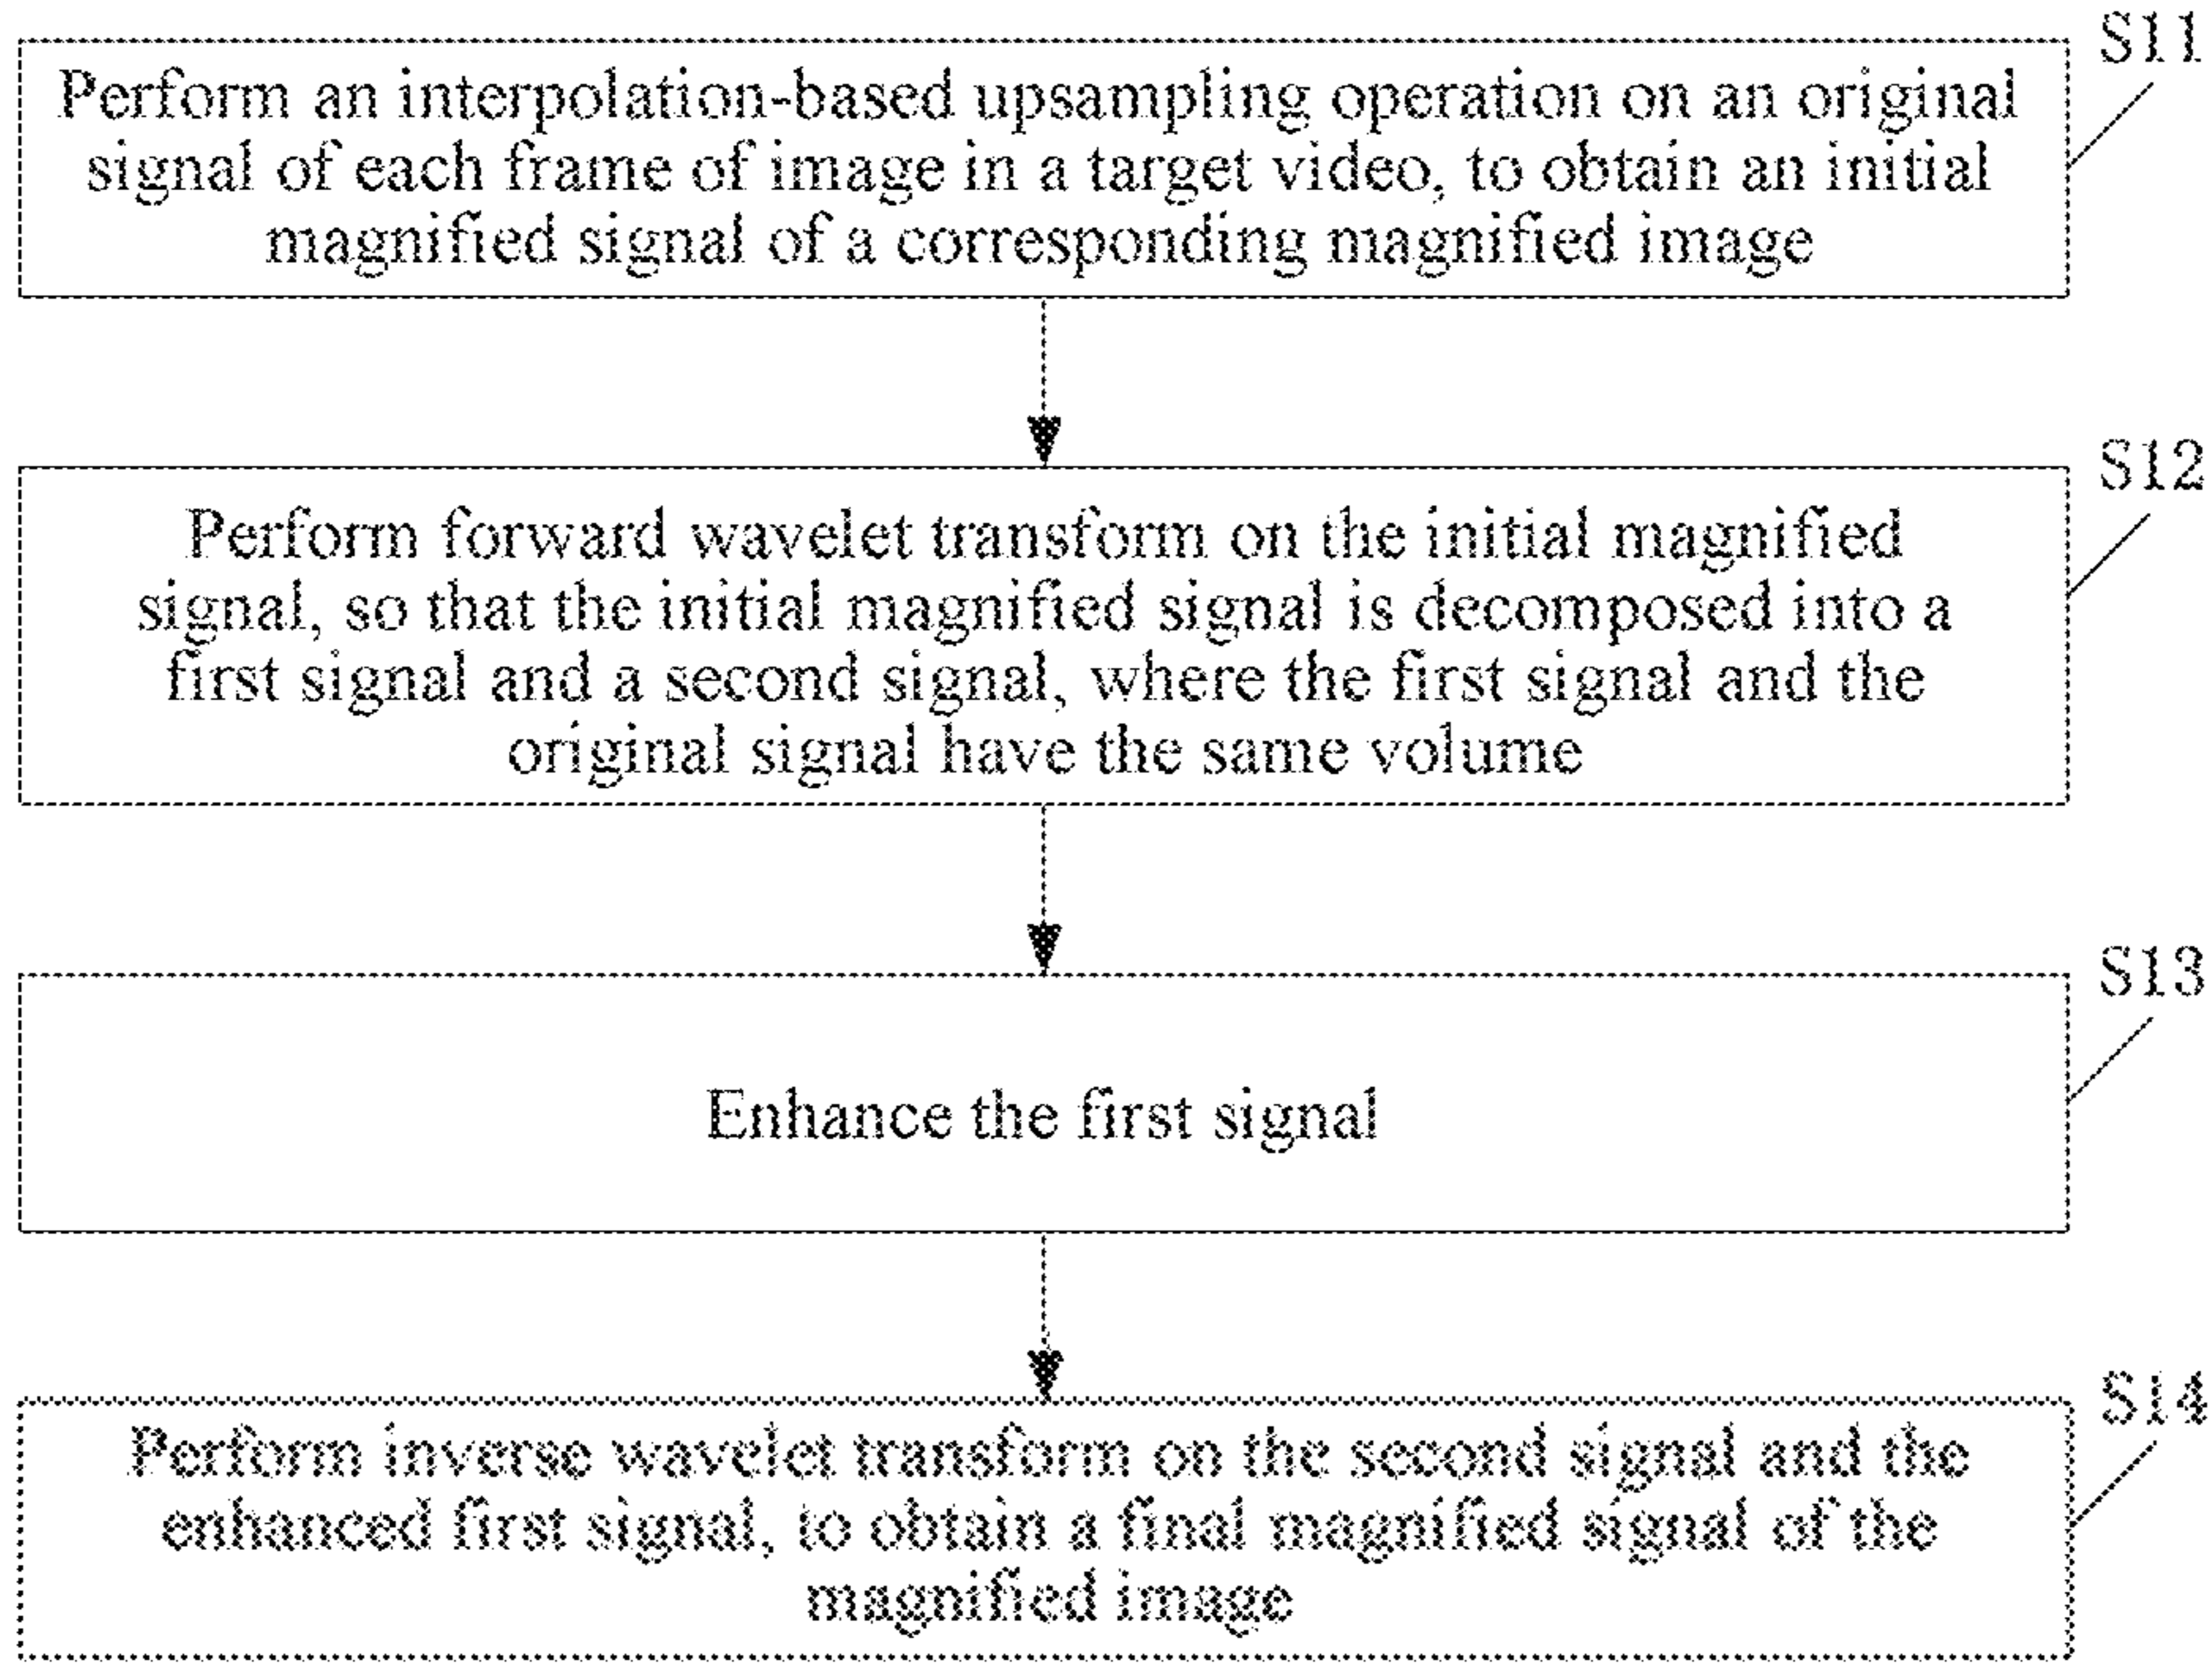 S11
Perform an interpolation-based upsampling operation on an original
signal of each frame of image in a target video, to obtain an initial
magnified signal of a corresponding magnified image
S12
Perform forward wavelet transform on the initial magnified
signal, so that the initial magnified signal is decomposed into a
first signal and a second signal, where the first signal and the
original signal have the same volume
S13
Enhance the first signal
S14
Perform inverse wavelet transform on the second signal and the
enhanced first signal, to obtain a final magnified signal of the
magnified image